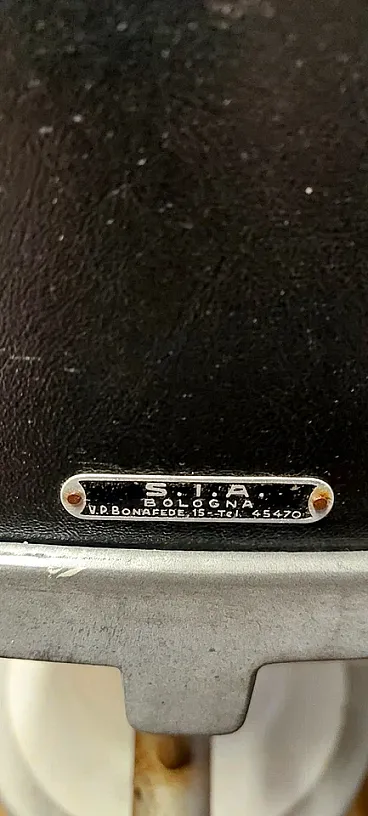 S.I.A.
BOLOGNA
V.P. BONAFEDE, 15 - Tel. 45470